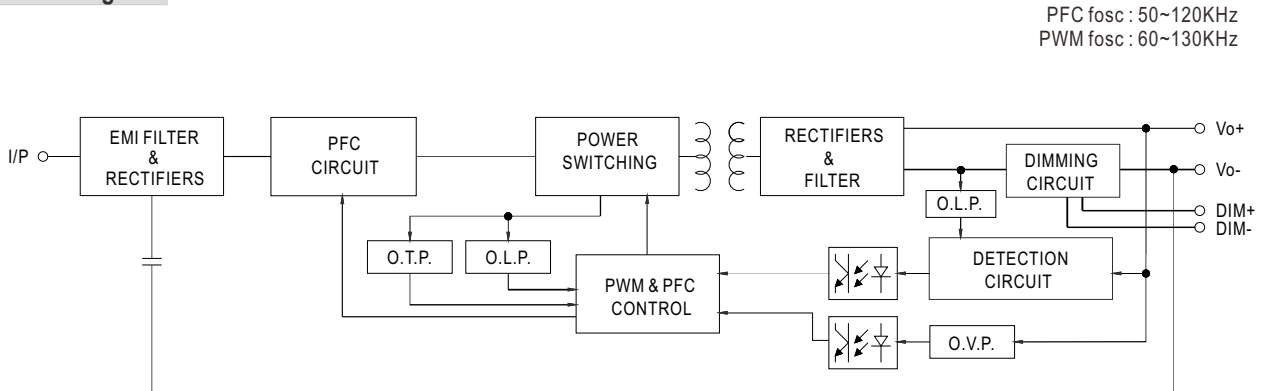 PFC fosc : 50~120KHz
PWM fosc : 60~130KHz
I/P
EMI FILTER
&
RECTIFIERS
PFC
CIRCUIT
POWER
SWITCHING
RECTIFIERS
&
FILTER
DIMMING
CIRCUIT
Vo+
Vo-
DIM+
DIM-
O.L.P.
O.T.P.
O.L.P.
PWM & PFC
CONTROL
DETECTION
CIRCUIT
O.V.P.